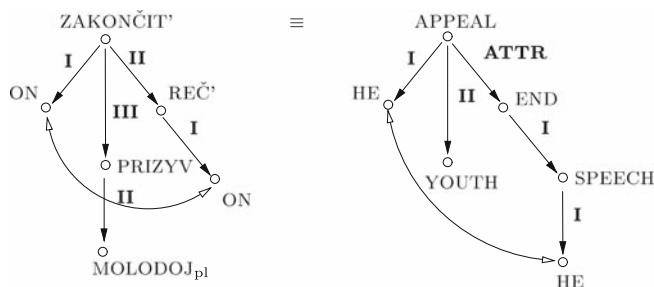 ZAKONČIT’ ≡ APPEAL
I II I ATTR
ON REČ’ HE END
III I II I
PRIZYV YOUTH SPEECH
II ON I
MOLODOJpl HE